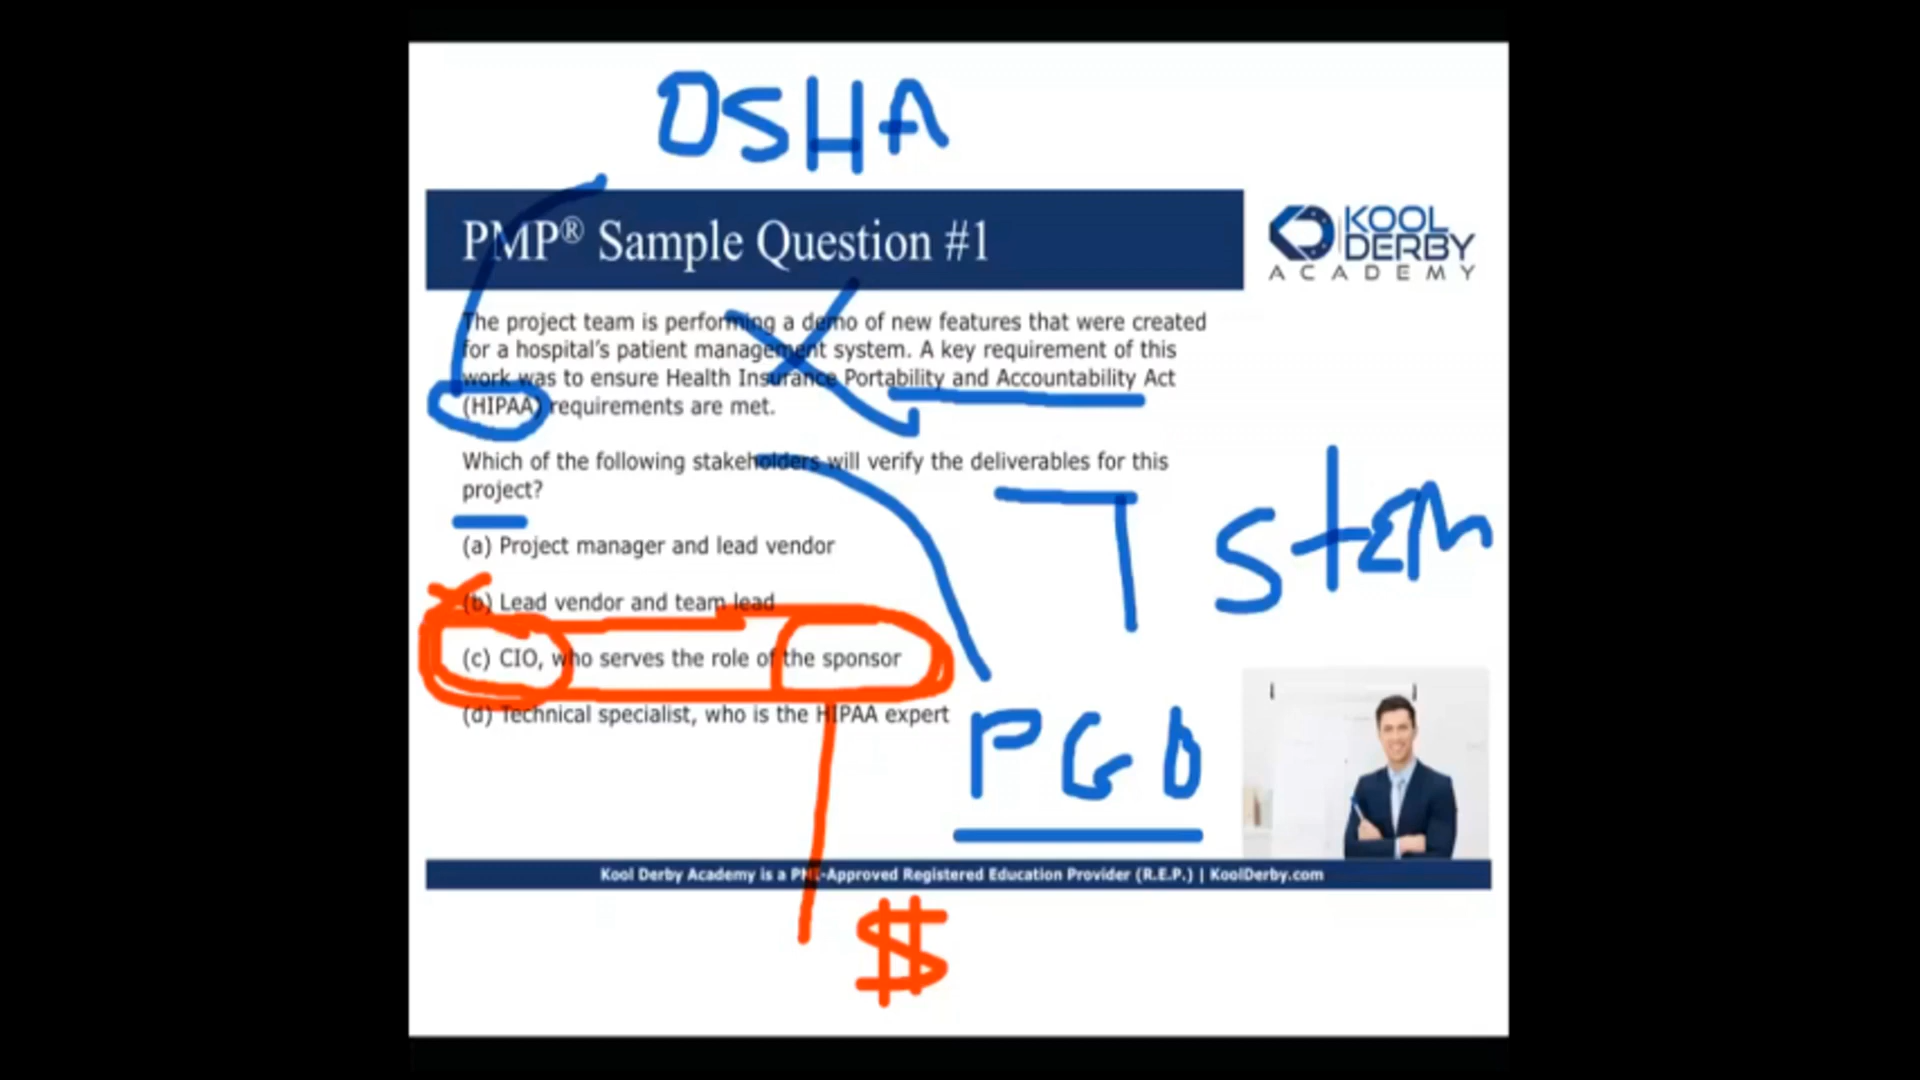 OSHA
PMP® Sample Question #1
KOOL
DERBY
ACADEMY
The project team is performing a demo of new features that were created
for a hospital's patient management system. A key requirement of this
work was to ensure Health Insurance Portability and Accountability Act
(HIPAA) requirements are met.
Which of the following stakeholders will verify the deliverables for this
project?
STEM
(a) Project manager and lead vendor
(b) Lead vendor and team lead
(c) CIO, who serves the role of the sponsor
(d) Technical specialist, who is the HIPAA expert
PGO
Kool Derby Academy is a PMI-Approved Registered Education Provider (R.E.P.) | KoolDerby.com
$